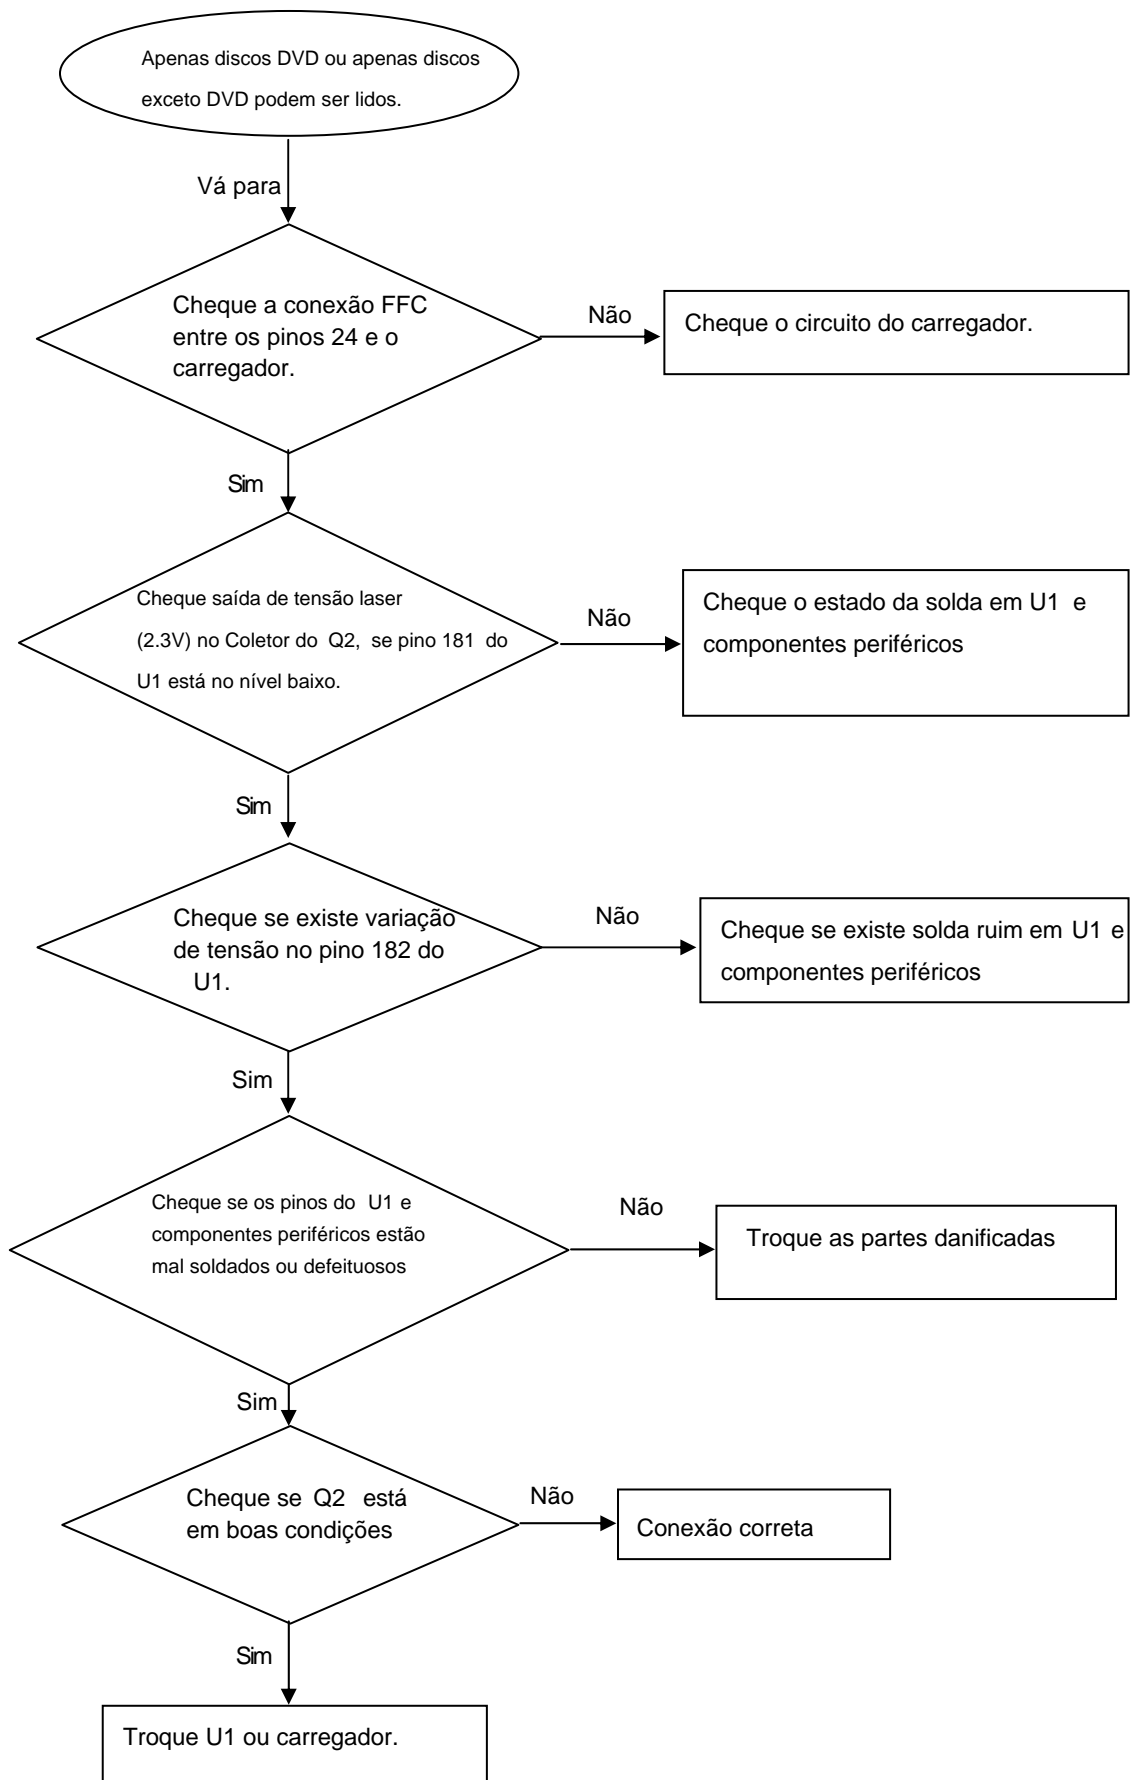 Apenas discos DVD ou apenas discos
exceto DVD podem ser lidos.
Vá para
Cheque a conexão FFC
entre os pinos 24 e o
carregador.
Não
Cheque o circuito do carregador.
Sim
Cheque saída de tensão laser
(2.3V) no Coletor do Q2, se pino 181 do
U1 está no nível baixo.
Não
Cheque o estado da solda em U1 e
componentes periféricos
Sim
Cheque se existe variação
de tensão no pino 182 do
U1.
Não
Cheque se existe solda ruim em U1 e
componentes periféricos
Sim
Cheque se os pinos do U1 e
componentes periféricos estão
mal soldados ou defeituosos
Não
Troque as partes danificadas
Sim
Cheque se Q2 está
em boas condições
Não
Conexão correta
Sim
Troque U1 ou carregador.